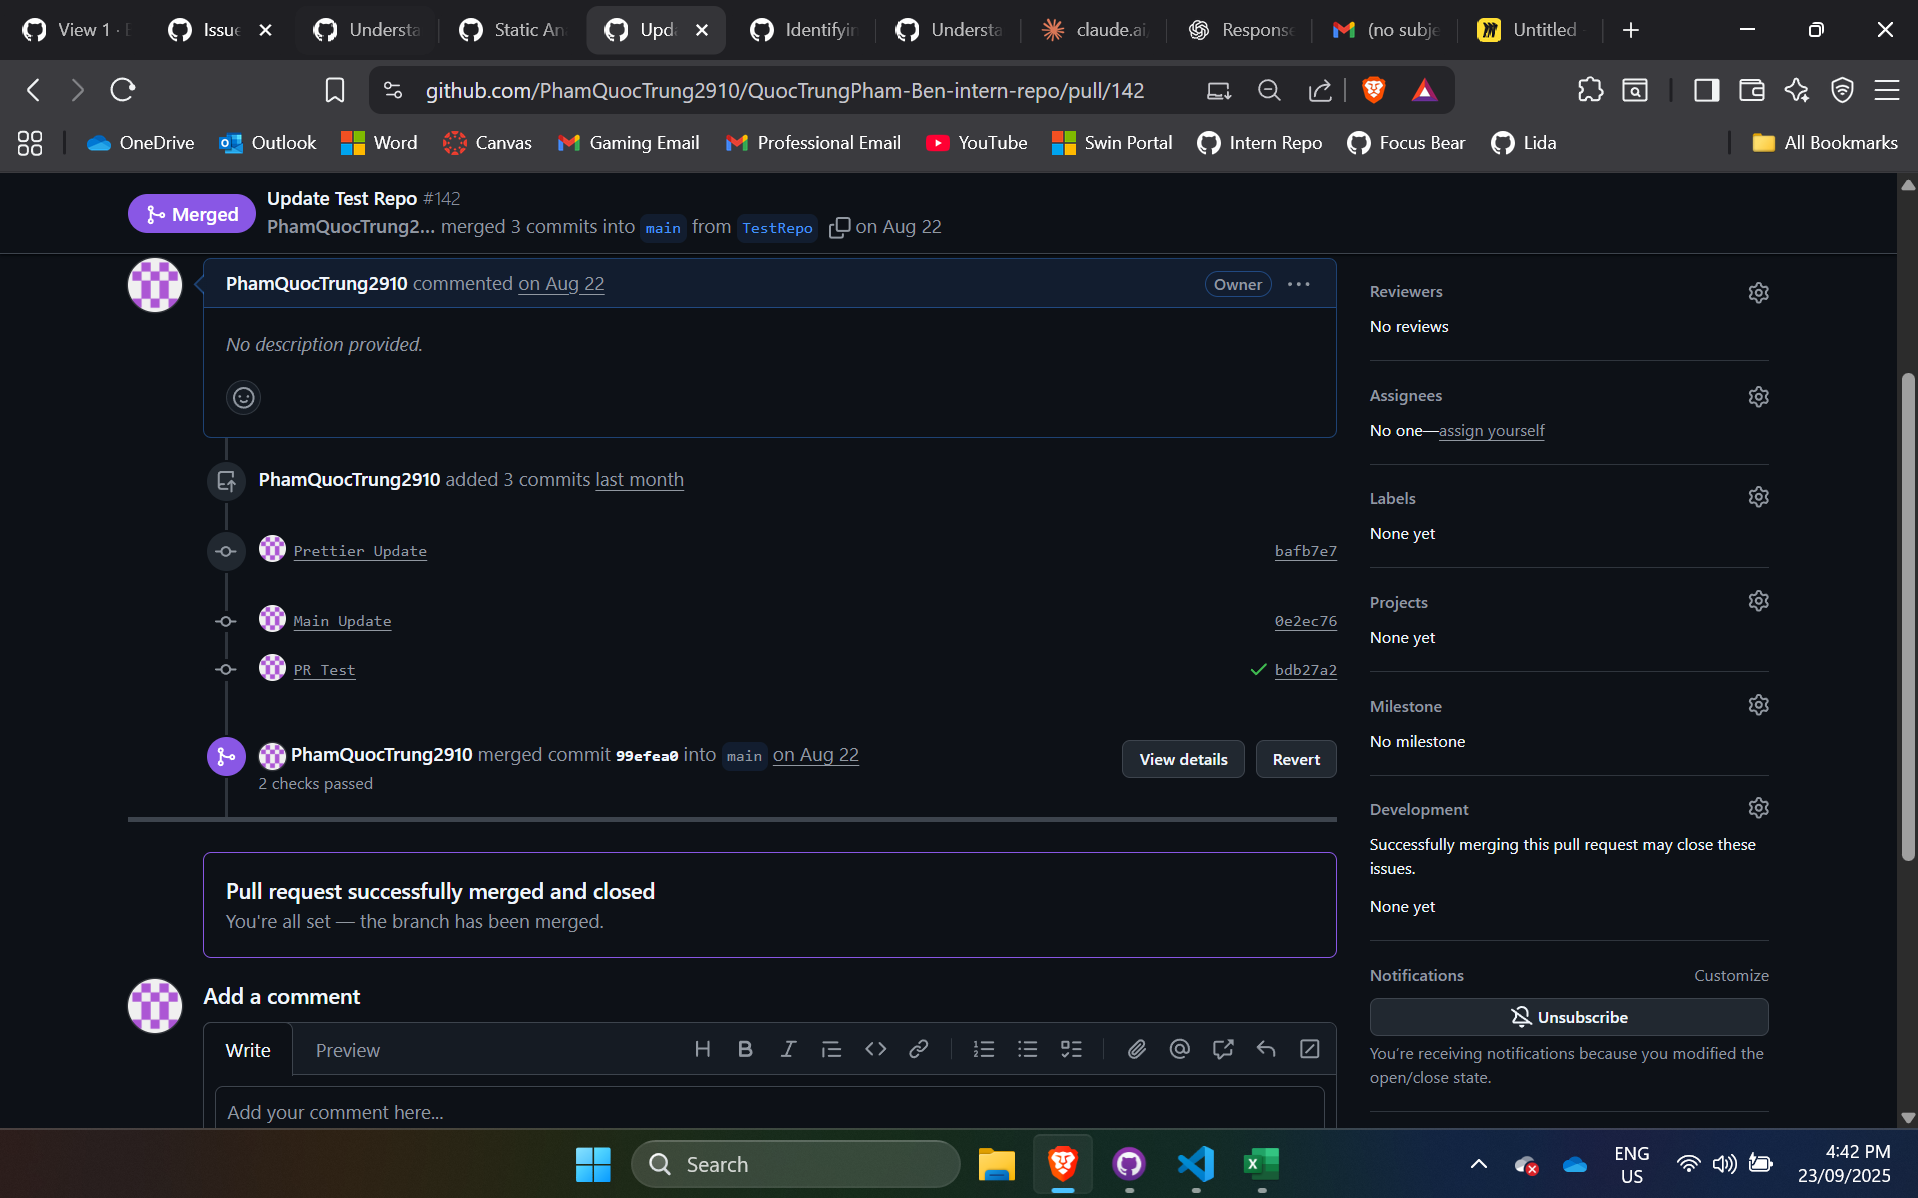 View 1 · E
Issue
Understa
Static An
Upda
Identifyin
Understa
claude.ai/
Response
(no subje
Untitled
github.com/PhamQuocTrung2910/QuocTrungPham-Ben-intern-repo/pull/142
OneDrive
Outlook
Word
Canvas
Gaming Email
Professional Email
YouTube
Swin Portal
Intern Repo
Focus Bear
Lida
All Bookmarks
Merged
Update Test Repo #142
PhamQuocTrung2... merged 3 commits into main from TestRepo on Aug 22
PhamQuocTrung2910 commented on Aug 22
Owner
No description provided.
PhamQuocTrung2910 added 3 commits last month
Prettier Update
bafb7e7
Main Update
0e2ec76
PR Test
bdb27a2
PhamQuocTrung2910 merged commit 99efea0 into main on Aug 22
2 checks passed
View details
Revert
Pull request successfully merged and closed
You're all set — the branch has been merged.
Add a comment
Write
Preview
Add your comment here...
Reviewers
No reviews
Assignees
No one—assign yourself
Labels
None yet
Projects
None yet
Milestone
No milestone
Development
Successfully merging this pull request may close these
issues.
None yet
Notifications
Customize
Unsubscribe
You're receiving notifications because you modified the
open/close state.
Search
ENG
US
4:42 PM
23/09/2025